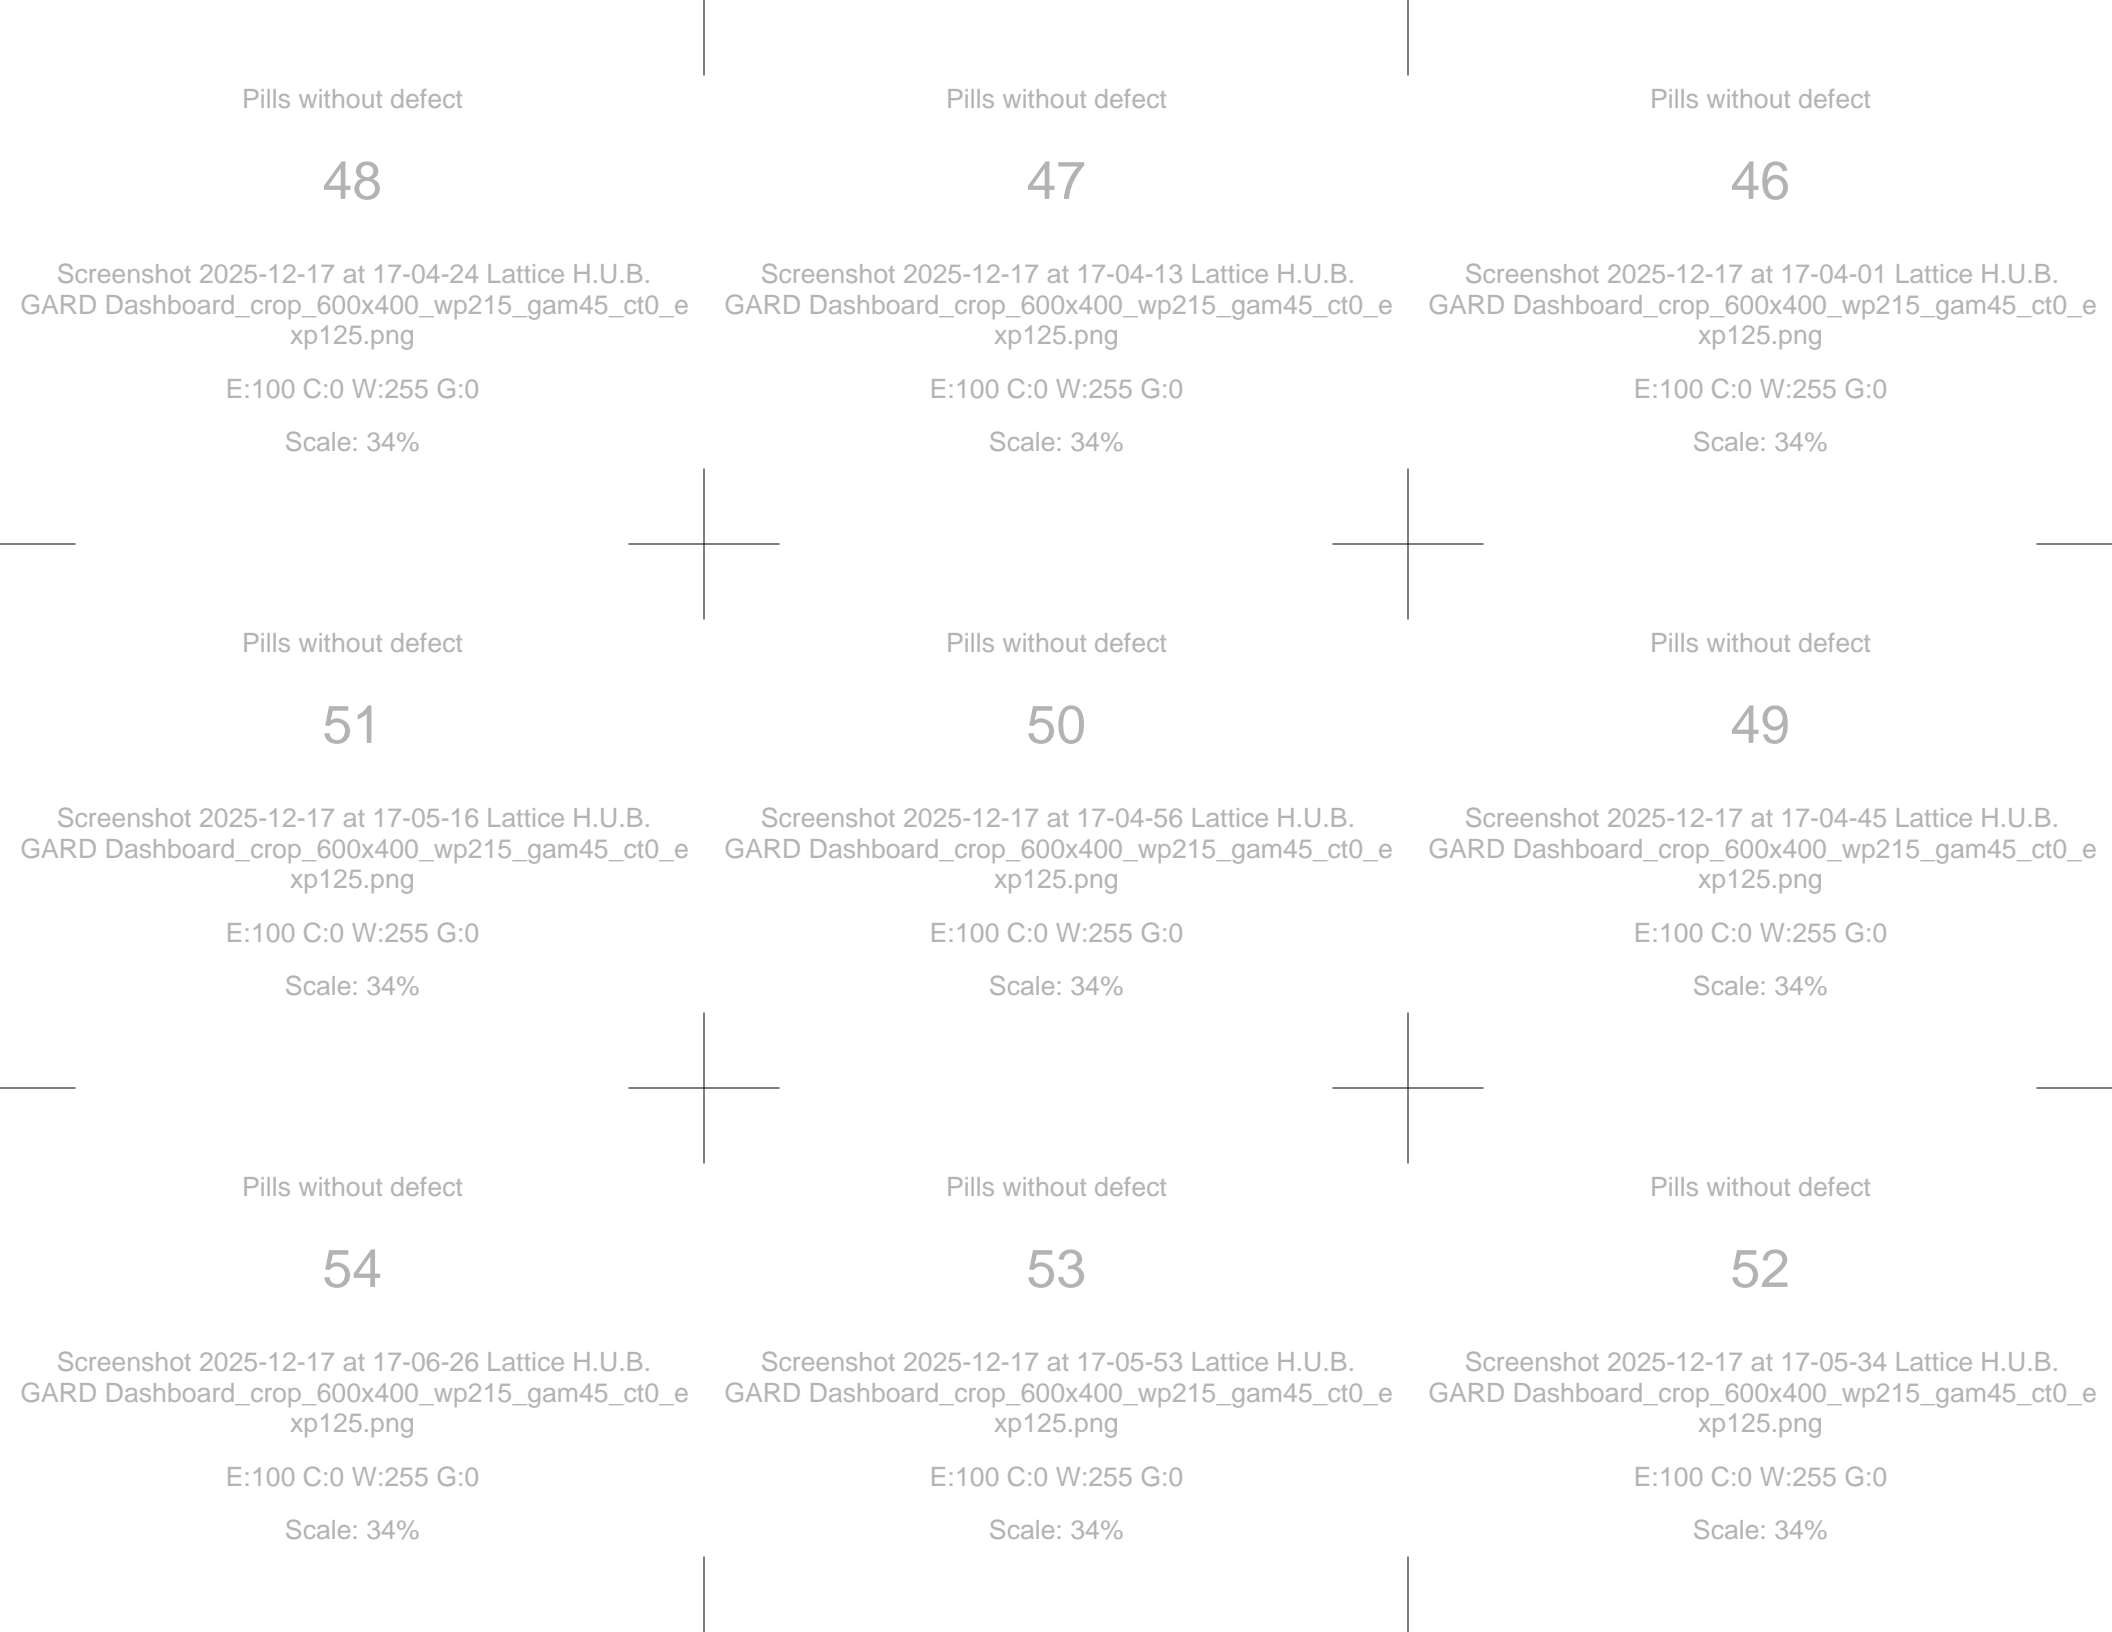 Pills without defect
48
Screenshot 2025-12-17 at 17-04-24 Lattice H.U.B.
GARD Dashboard_crop_600x400_wp215_gam45_ct0_e
xp125.png
E:100 C:0 W:255 G:0
Scale: 34%
Pills without defect
47
Screenshot 2025-12-17 at 17-04-13 Lattice H.U.B.
GARD Dashboard_crop_600x400_wp215_gam45_ct0_e
xp125.png
E:100 C:0 W:255 G:0
Scale: 34%
Pills without defect
46
Screenshot 2025-12-17 at 17-04-01 Lattice H.U.B.
GARD Dashboard_crop_600x400_wp215_gam45_ct0_e
xp125.png
E:100 C:0 W:255 G:0
Scale: 34%
Pills without defect
51
Screenshot 2025-12-17 at 17-05-16 Lattice H.U.B.
GARD Dashboard_crop_600x400_wp215_gam45_ct0_e
xp125.png
E:100 C:0 W:255 G:0
Scale: 34%
Pills without defect
50
Screenshot 2025-12-17 at 17-04-56 Lattice H.U.B.
GARD Dashboard_crop_600x400_wp215_gam45_ct0_e
xp125.png
E:100 C:0 W:255 G:0
Scale: 34%
Pills without defect
49
Screenshot 2025-12-17 at 17-04-45 Lattice H.U.B.
GARD Dashboard_crop_600x400_wp215_gam45_ct0_e
xp125.png
E:100 C:0 W:255 G:0
Scale: 34%
Pills without defect
54
Screenshot 2025-12-17 at 17-06-26 Lattice H.U.B.
GARD Dashboard_crop_600x400_wp215_gam45_ct0_e
xp125.png
E:100 C:0 W:255 G:0
Scale: 34%
Pills without defect
53
Screenshot 2025-12-17 at 17-05-53 Lattice H.U.B.
GARD Dashboard_crop_600x400_wp215_gam45_ct0_e
xp125.png
E:100 C:0 W:255 G:0
Scale: 34%
Pills without defect
52
Screenshot 2025-12-17 at 17-05-34 Lattice H.U.B.
GARD Dashboard_crop_600x400_wp215_gam45_ct0_e
xp125.png
E:100 C:0 W:255 G:0
Scale: 34%